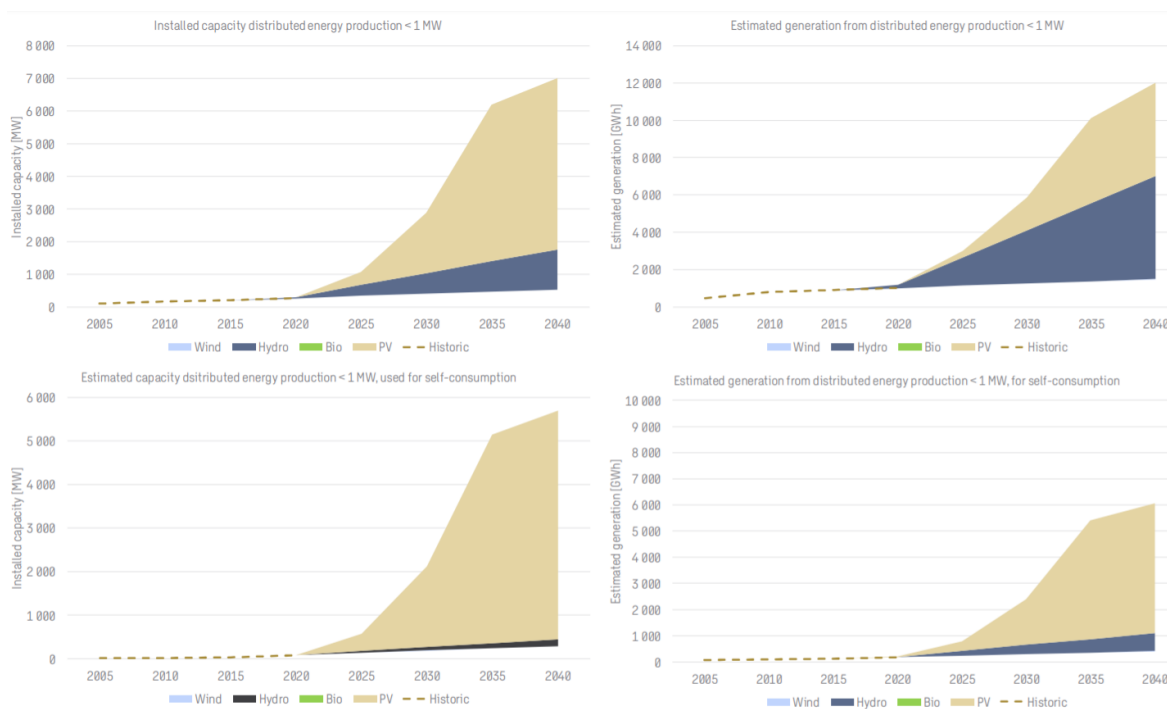 Installed capacity distributed energy production < 1 MW
Installed capacity [MW]
8 000
7 000
6 000
5 000
4 000
3 000
2 000
1 000
0
2005 2010 2015 2020 2025 2030 2035 2040
Wind Hydro Bio PV Historic
Estimated generation from distributed energy production < 1 MW
Estimated generation [GWh]
14 000
12 000
10 000
8 000
6 000
4 000
2 000
0
2005 2010 2015 2020 2025 2030 2035 2040
Wind Hydro Bio PV Historic
Estimated capacity dsitributed energy production < 1 MW, used for self-consumption
Installed capacity [MW]
6 000
5 000
4 000
3 000
2 000
1 000
0
2005 2010 2015 2020 2025 2030 2035 2040
Wind Hydro Bio PV Historic
Estimated generation from distributed energy production < 1 MW, for self-consumption
Estimated generation [GWh]
10 000
9 000
8 000
7 000
6 000
5 000
4 000
3 000
2 000
1 000
0
2005 2010 2015 2020 2025 2030 2035 2040
Wind Hydro Bio PV Historic